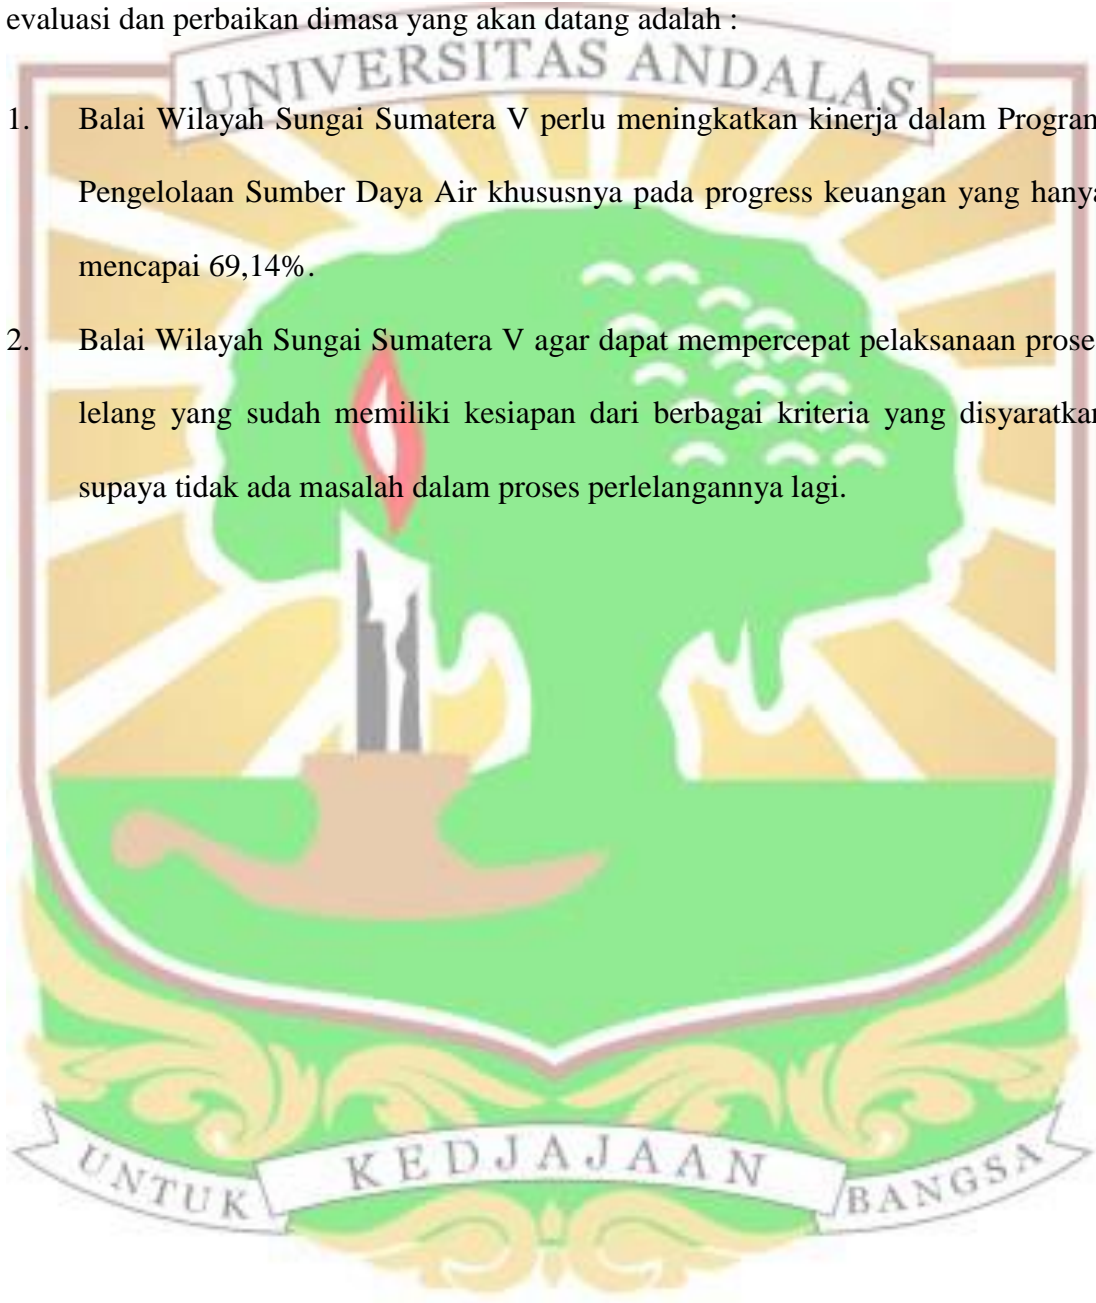 evaluasi dan perbaikan dimasa yang akan datang adalah :
UNIVERSITAS ANDALAS
1. Balai Wilayah Sungai Sumatera V perlu meningkatkan kinerja dalam Program
Pengelolaan Sumber Daya Air khususnya pada progress keuangan yang hanya
mencapai 69,14%.
2. Balai Wilayah Sungai Sumatera V agar dapat mempercepat pelaksanaan prose
lelang yang sudah memiliki kesiapan dari berbagai kriteria yang disyaratkan
supaya tidak ada masalah dalam proses perlelangannya lagi.
UNTUK KEDJAJAAN BANGSA